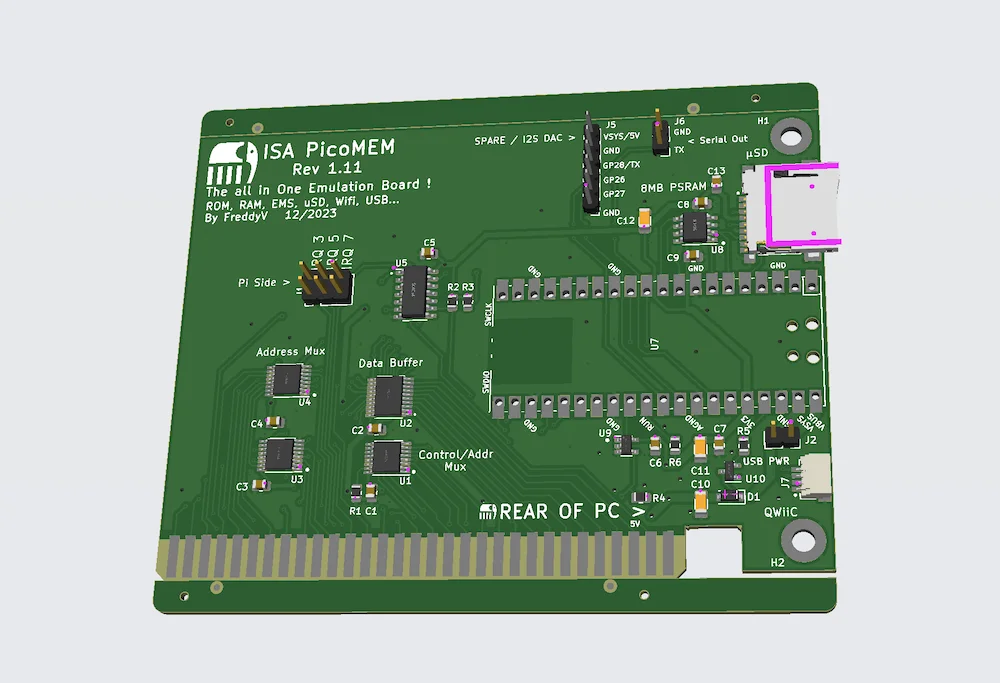 ISA PicoMEM
Rev 1.11
The all in One Emulation Board !
ROM, RAM, EMS, uSD, Wifi, USB...
By FreddyV 12/2023
SPARE / I2S DAC >
J5
VSYS/5V
GND
GP28/TX
GP26
GP27
GND
J6
GND
TX
< Serial Out
H1
µSD
C13
8MB PSRAM
C8
C12
U8
C9
GND
GND
IRQ 3
IRQ 5
IRQ 7
Pi Side >
C5
U5
R2 R3
GND
GND
SWCLK
SWDIO
U7
Address Mux
U4
Data Buffer
U2
C4
C2
U3
C3
Control/Addr
Mux
U1
R1 C1
GND
GND
RUN
AGND
3V3
GND
VSYS
VBUS
U9
C6 R6
C11
C7
R5
J2
USB PWR
U10
J7
C10
D1
R4
QWiiC
REAR OF PC >
5V
H2